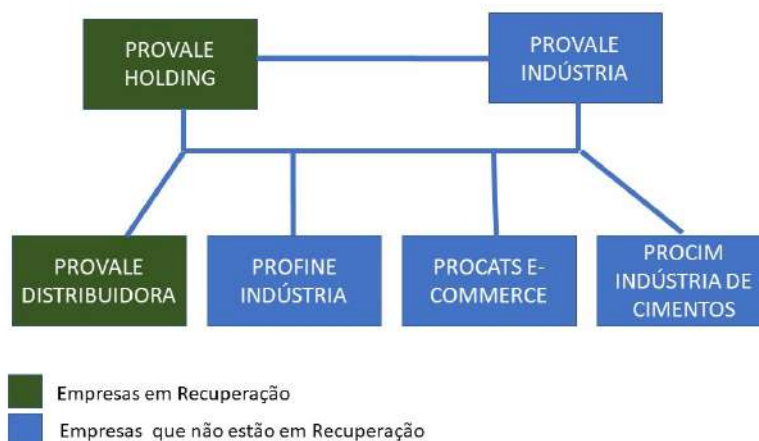 PROVALE
HOLDING
PROVALE
INDÚSTRIA
PROVALE
DISTRIBUIDORA
PROFINE
INDÚSTRIA
PROCATS E-
COMMERCE
PROCIM
INDÚSTRIA DE
CIMENTOS
Empresas em Recuperação
Empresas que não estão em Recuperação